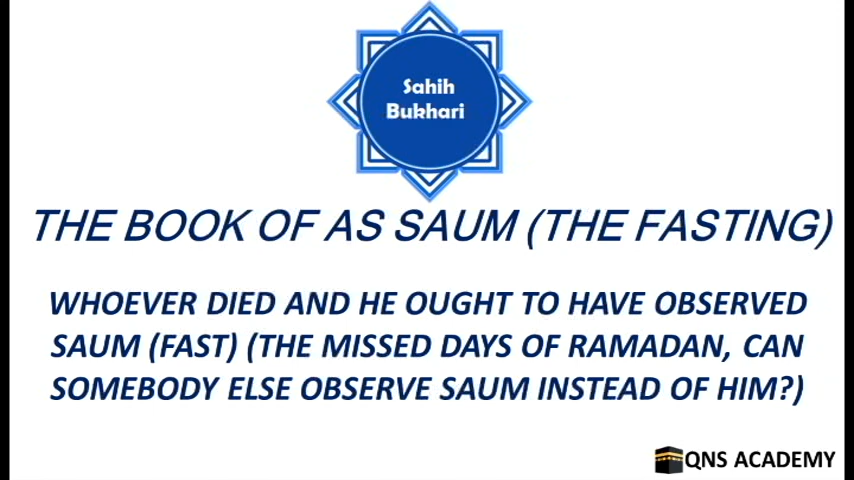 Sahih
Bukhari
THE BOOK OF AS SAUM (THE FASTING)
WHOEVER DIED AND HE OUGHT TO HAVE OBSERVED
SAUM (FAST) (THE MISSED DAYS OF RAMADAN, CAN
SOMEBODY ELSE OBSERVE SAUM INSTEAD OF HIM?)
QNS ACADEMY